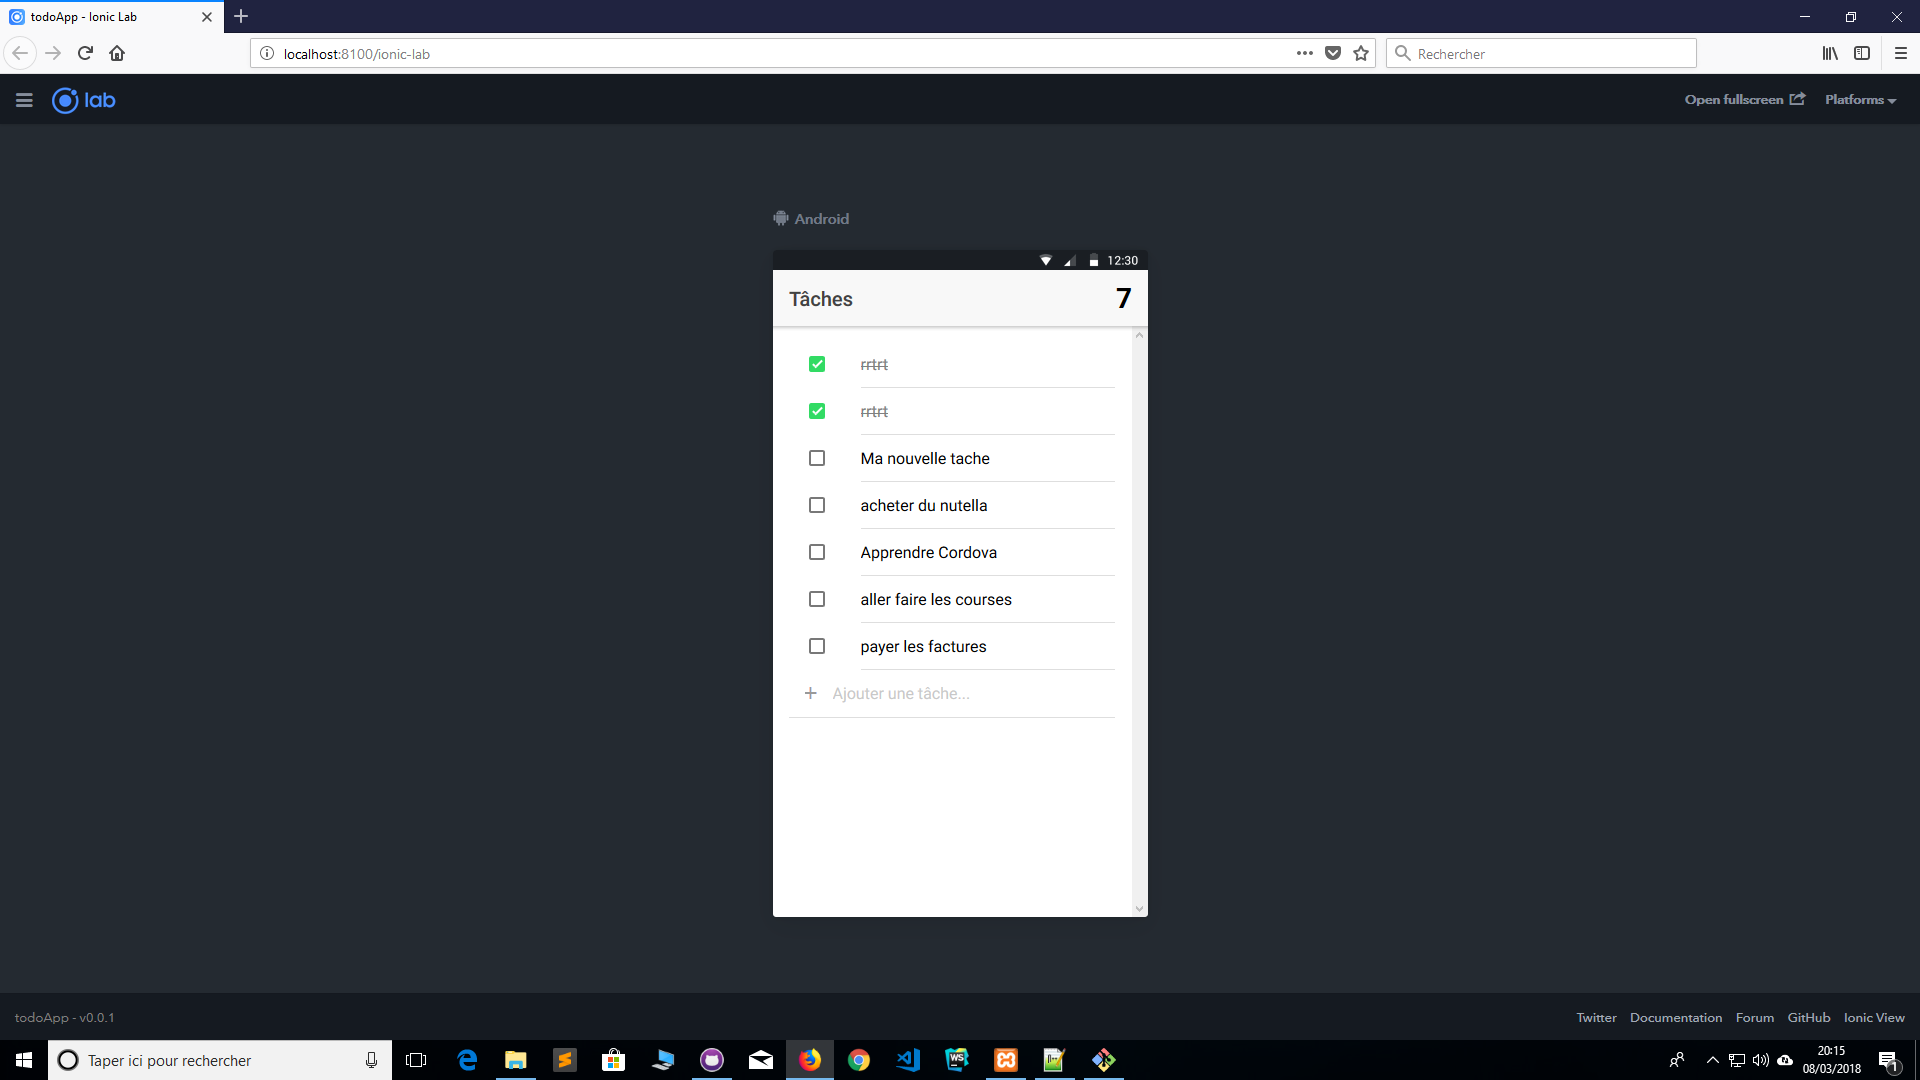 todoApp - Ionic Lab
localhost:8100/ionic-lab
Rechercher
lab
Open fullscreen
Platforms
Android
12:30
Tâches
7
rrtrt
rrtrt
Ma nouvelle tache
acheter du nutella
Apprendre Cordova
aller faire les courses
payer les factures
+ Ajouter une tâche...
todoApp - v0.0.1
Twitter Documentation Forum GitHub Ionic View
Taper ici pour rechercher
WS
20:15
08/03/2018
1